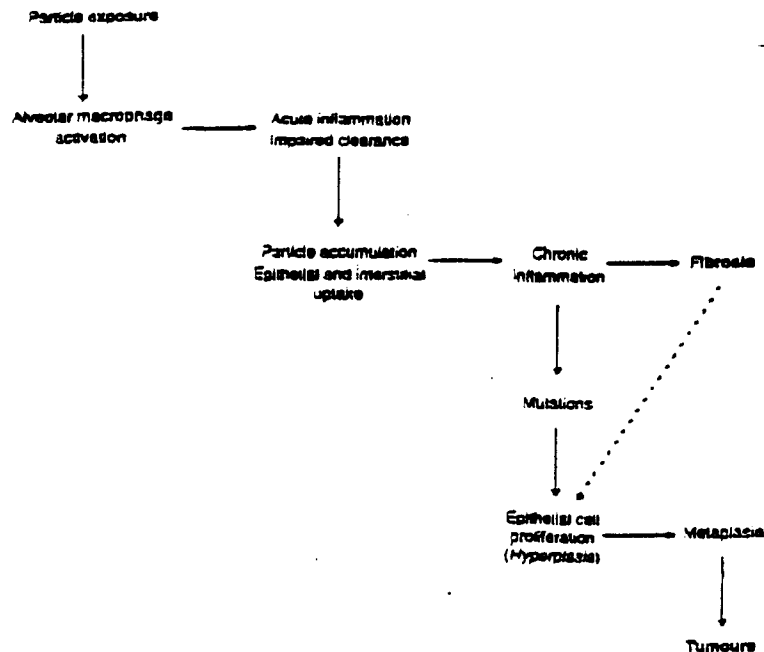 Particle exposure
Alveolar macrophage
activation
Acute inflammation
Impaired clearance
Particle accumulation
Epithelial and interstitial
uptake
Chronic
inflammation
Fibrosis
Mutations
Epithelial cell
proliferation
(Hyperplasia)
Metaplasia
Tumours